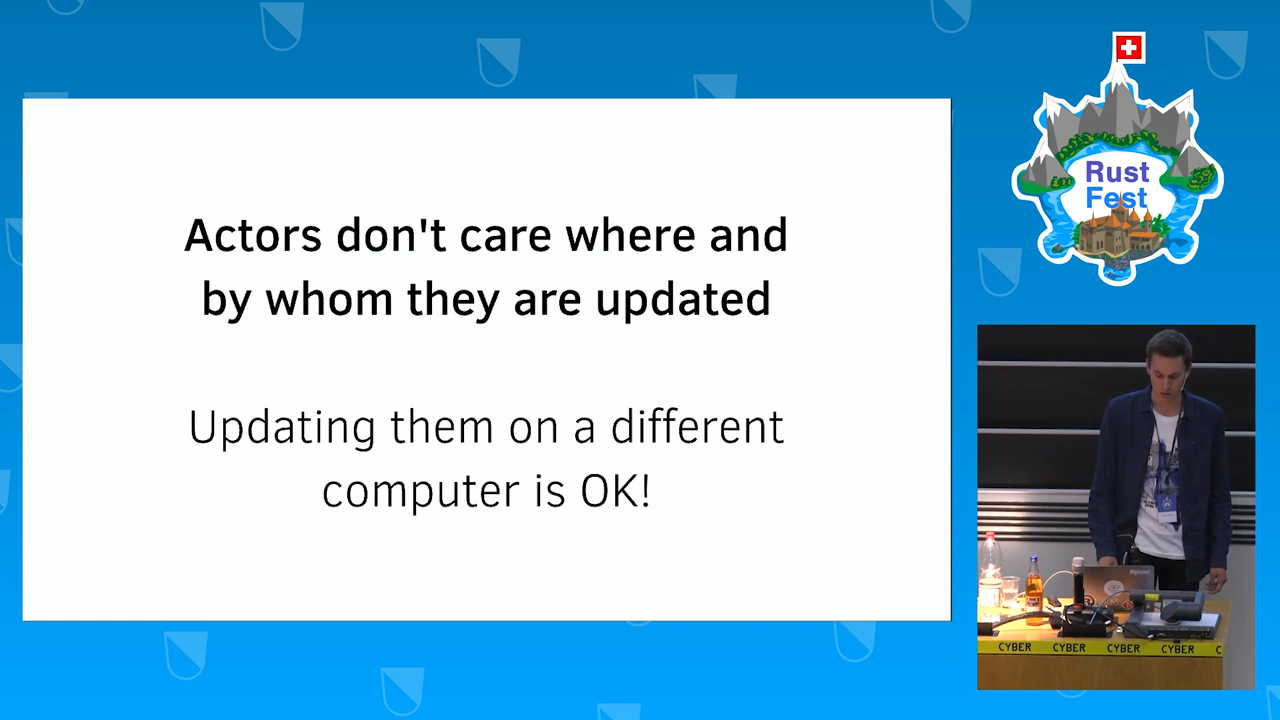 Actors don't care where and
by whom they are updated
Updating them on a different
computer is OK!
Rust
Fest
CYBER CYBER CYBER CYBER C